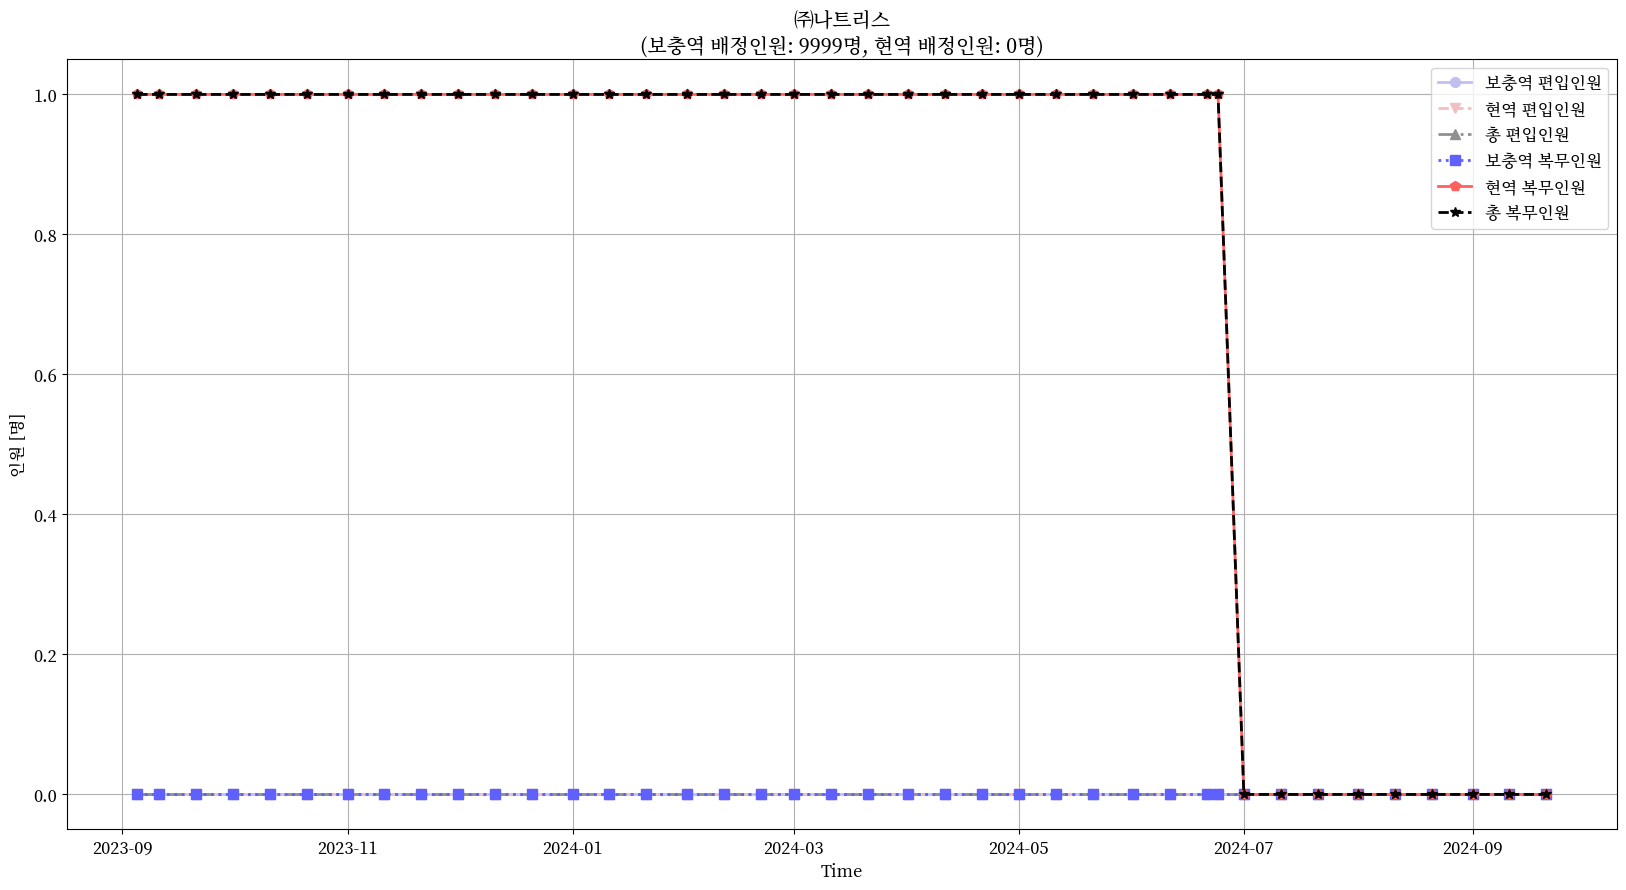 ㈜나트리스
(보충역 배정인원: 9999명, 현역 배정인원: 0명)
보충역 편입인원
현역 편입인원
총 편입인원
보충역 복무인원
현역 복무인원
총 복무인원
인원 [명]
1.0
0.8
0.6
0.4
0.2
0.0
2023-09
2023-11
2024-01
2024-03
2024-05
2024-07
2024-09
Time